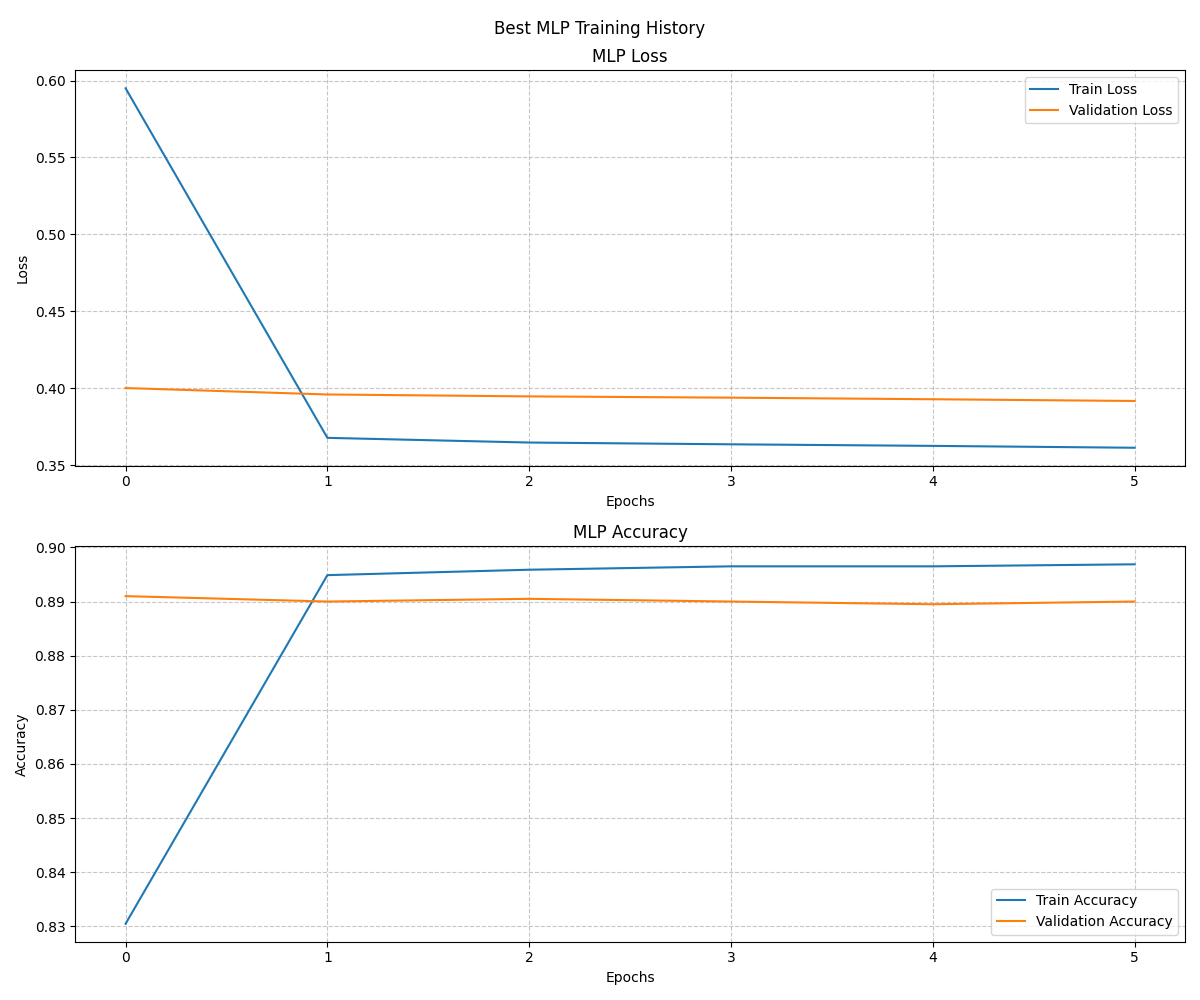 Best MLP Training History
MLP Loss
0.60
0.55
0.50
0.45
0.40
0.35
Loss
Train Loss
Validation Loss
0 1 2 3 4 5
Epochs
MLP Accuracy
0.90
0.89
0.88
0.87
0.86
0.85
0.84
0.83
Accuracy
Train Accuracy
Validation Accuracy
0 1 2 3 4 5
Epochs